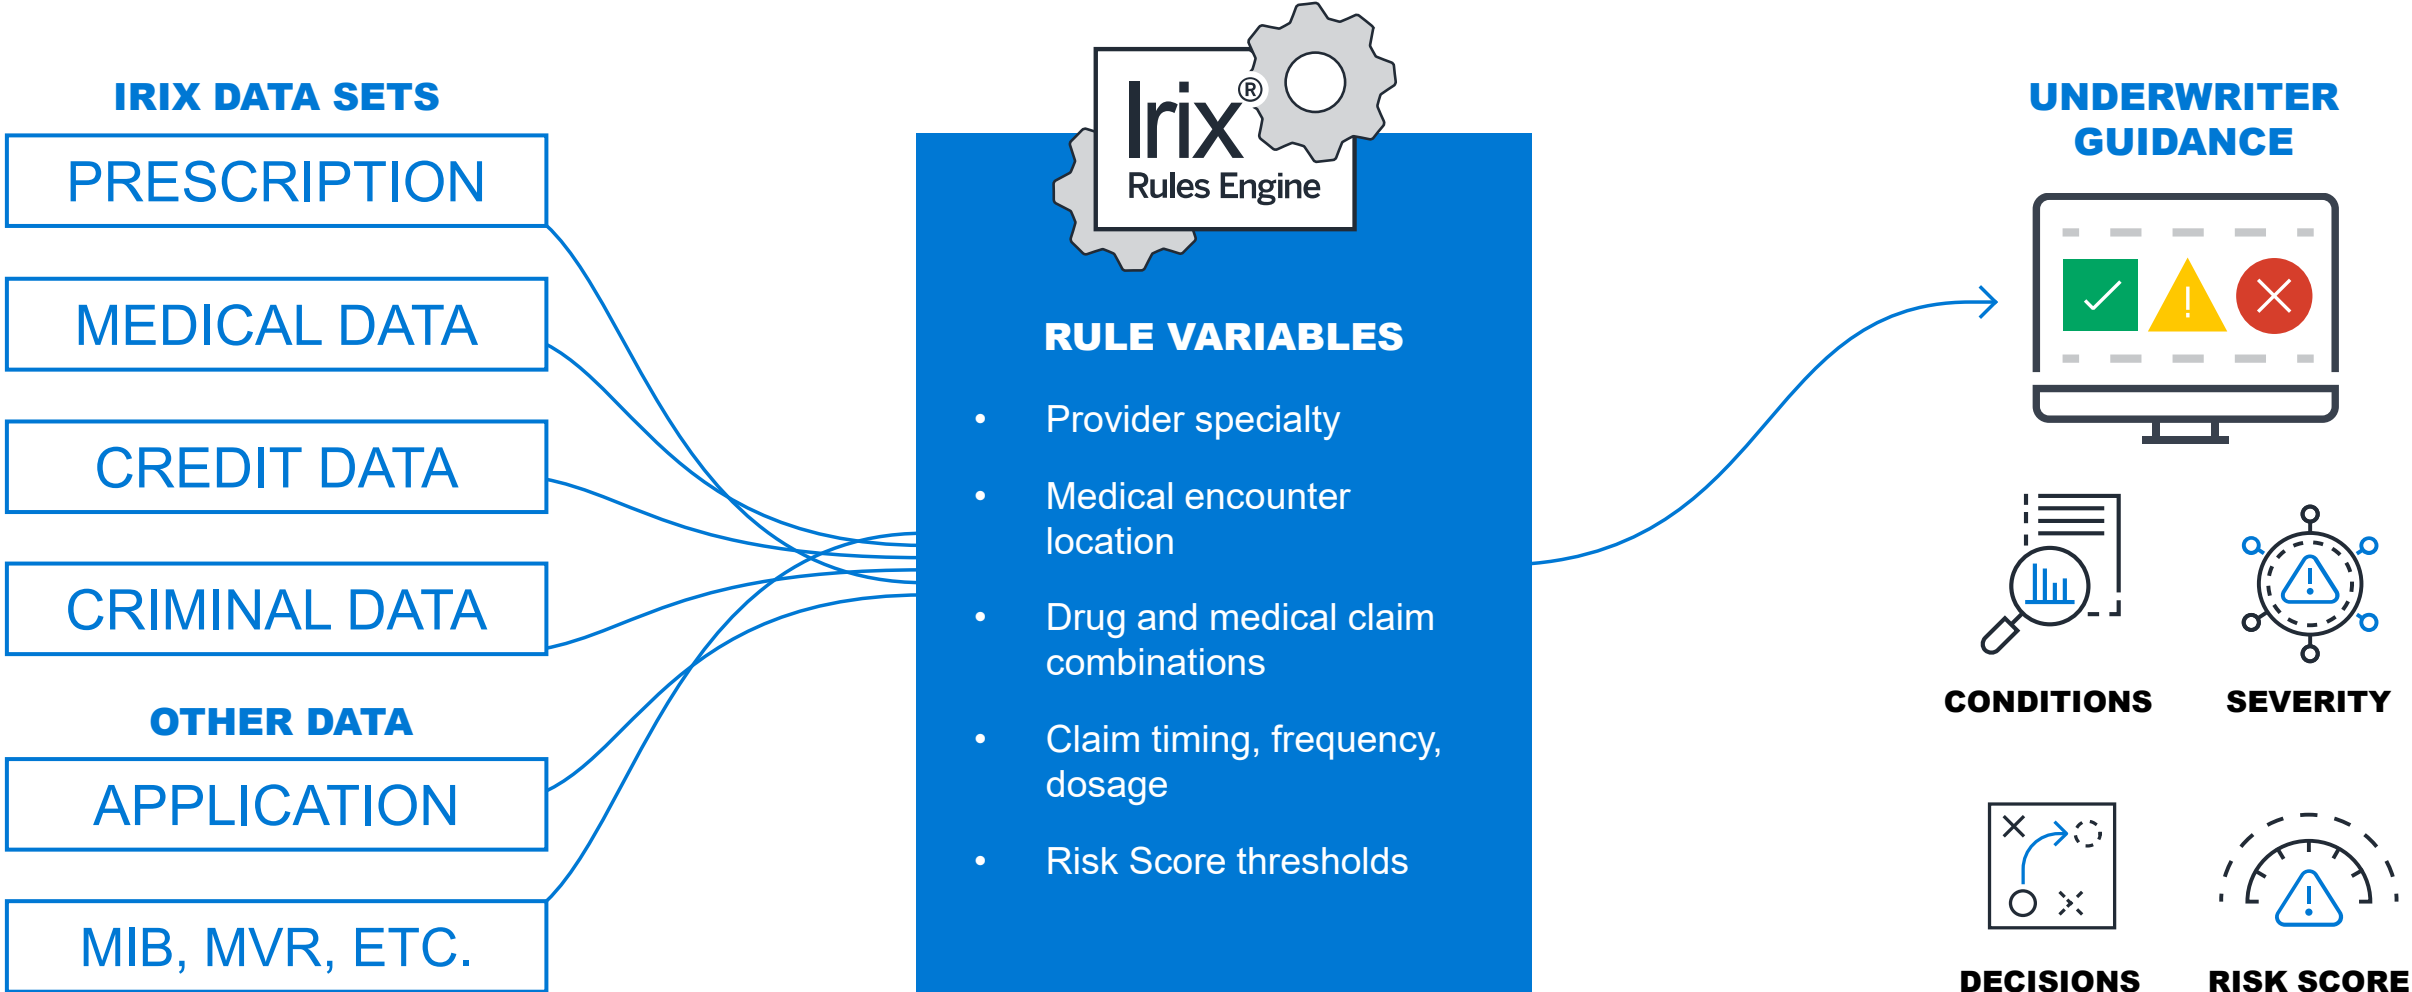 IRIX DATA SETS
PRESCRIPTION
MEDICAL DATA
CREDIT DATA
CRIMINAL DATA
OTHER DATA
APPLICATION
MIB, MVR, ETC.
Irix®
Rules Engine
RULE VARIABLES
• Provider specialty
• Medical encounter
location
• Drug and medical claim
combinations
• Claim timing, frequency,
dosage
• Risk Score thresholds
UNDERWRITER
GUIDANCE
CONDITIONS
SEVERITY
DECISIONS
RISK SCORE